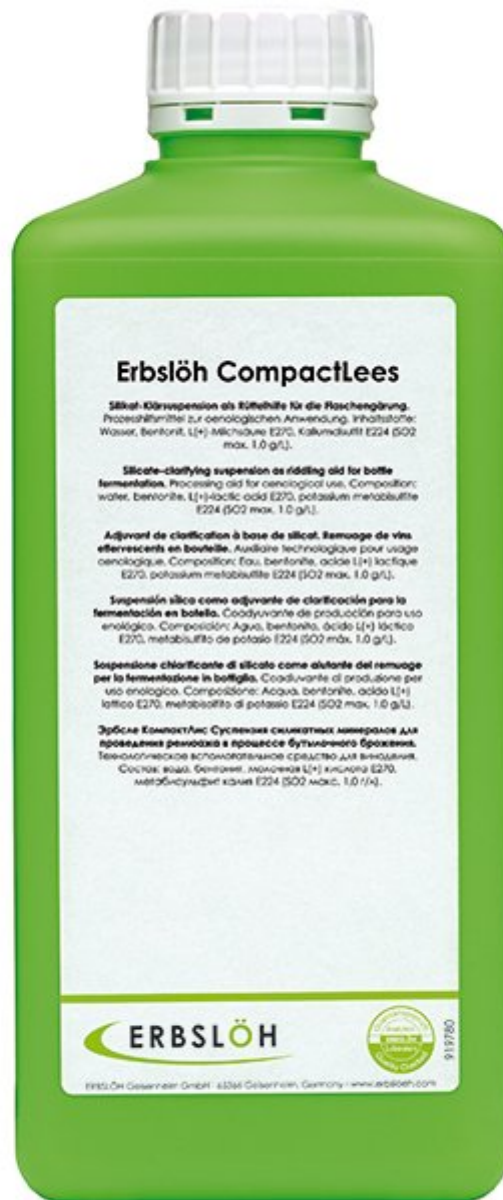 Erbslöh CompactLees
Silikat-Klärsuspension als Rüttelhilfe für die Flaschengärung.
Prozesshilfsmittel zur oenologischen Anwendung. Inhaltsstoffe:
Wasser, Bentonit, L(+)-Milchsäure E270, Kaliumdisulfit E224 (SO2
max. 1,0 g/L).
Silicate-clarifying suspension as riddling aid for bottle
fermentation. Processing aid for oenological use. Composition:
water, bentonite, L(+)-lactic acid E270, potassium metabisulfite
E224 (SO2 max. 1.0 g/L).
Adjuvant de clarification à base de silicat. Remuage de vins
effervescents en bouteille. Auxiliaire technologique pour usage
oenologique. Composition: Eau, bentonite, acide L(+) lactique
E270, potassium metabisulfite E224 (SO2 max. 1,0 g/L).
Suspensión sílica como adjuvante de clarificación para la
fermentación en botella. Coadyuvante de producción para uso
enológico. Composición: Agua, bentonita, ácido L(+) láctico
E270, metabisulfito de potasio E224 (SO2 máx. 1,0 g/L).
Sospensione chiarificante di silicato come aiutante del remuage
per la fermentazione in bottiglia. Coadiuvante di produzione per
uso enologico. Composizione: Acqua, bentonite, acido L(+)
lattico E270, metabisolfito di potassio E224 (SO2 max. 1,0 g/L).
Эрбсле КомпактЛис Суспензия силикатных минералов для
проведения ремюажа в процессе бутылочного брожения.
Технологическое вспомогательное средство для виноделия.
Состав: вода, бентонит, молочная L(+) кислота E270,
метабисульфит калия E224 (SO2 макс. 1,0 г/л).
ERBSLÖH
919780
ERBSLÖH Geisenheim GmbH · 65366 Geisenheim, Germany · www.erbsloeh.com